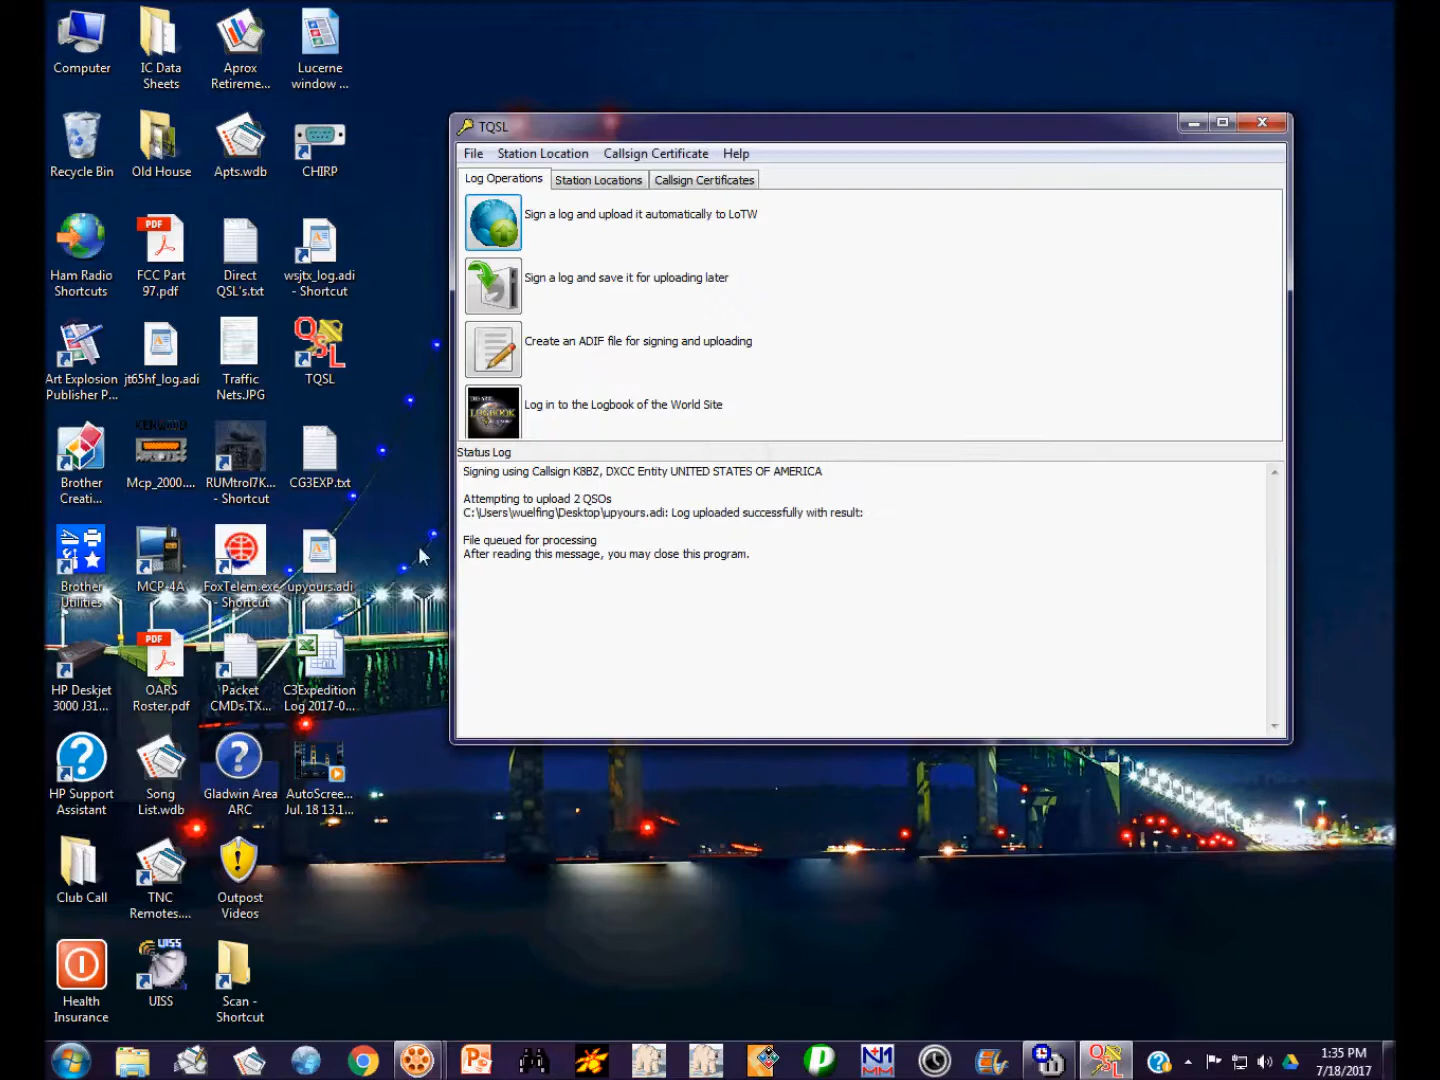 Computer
IC Data
Sheets
Aprox
Retireme...
Lucerne
window ...
Recycle Bin
Old House
Apts.wdb
CHIRP
Ham Radio
Shortcuts
PDF
FCC Part
97.pdf
Direct
QSL's.txt
wsjtx_log.adi
- Shortcut
Art Explosion
Publisher P...
jt65hf_log.adi
Traffic
Nets.JPG
QSL
TQSL
Brother
Creati...
KENWOOD
Mcp_2000....
RUMtrol7K...
- Shortcut
CG3EXP.txt
Brother
Utilities
MCP-4A
FoxTelem.exe
- Shortcut
upyours.adi
HP Deskjet
3000 J31...
PDF
OARS
Roster.pdf
Packet
CMDs.TX...
C3Expedition
Log 2017-0...
HP Support
Assistant
Song
List.wdb
Gladwin Area
ARC
AutoScree...
Jul. 18 13.1...
Club Call
TNC
Remotes....
Outpost
Videos
Health
Insurance
UISS
UISS
Scan -
Shortcut
TQSL
File Station Location Callsign Certificate Help
Log Operations Station Locations Callsign Certificates
Sign a log and upload it automatically to LoTW
Sign a log and save it for uploading later
Create an ADIF file for signing and uploading
LOGBOOK
Log in to the Logbook of the World Site
Status Log
Signing using Callsign K8BZ, DXCC Entity UNITED STATES OF AMERICA
Attempting to upload 2 QSOs
C:\Users\wuelfing\Desktop\upyours.adi: Log uploaded successfully with result:
File queued for processing
After reading this message, you may close this program.
N1
MM
QSL
1:35 PM
7/18/2017